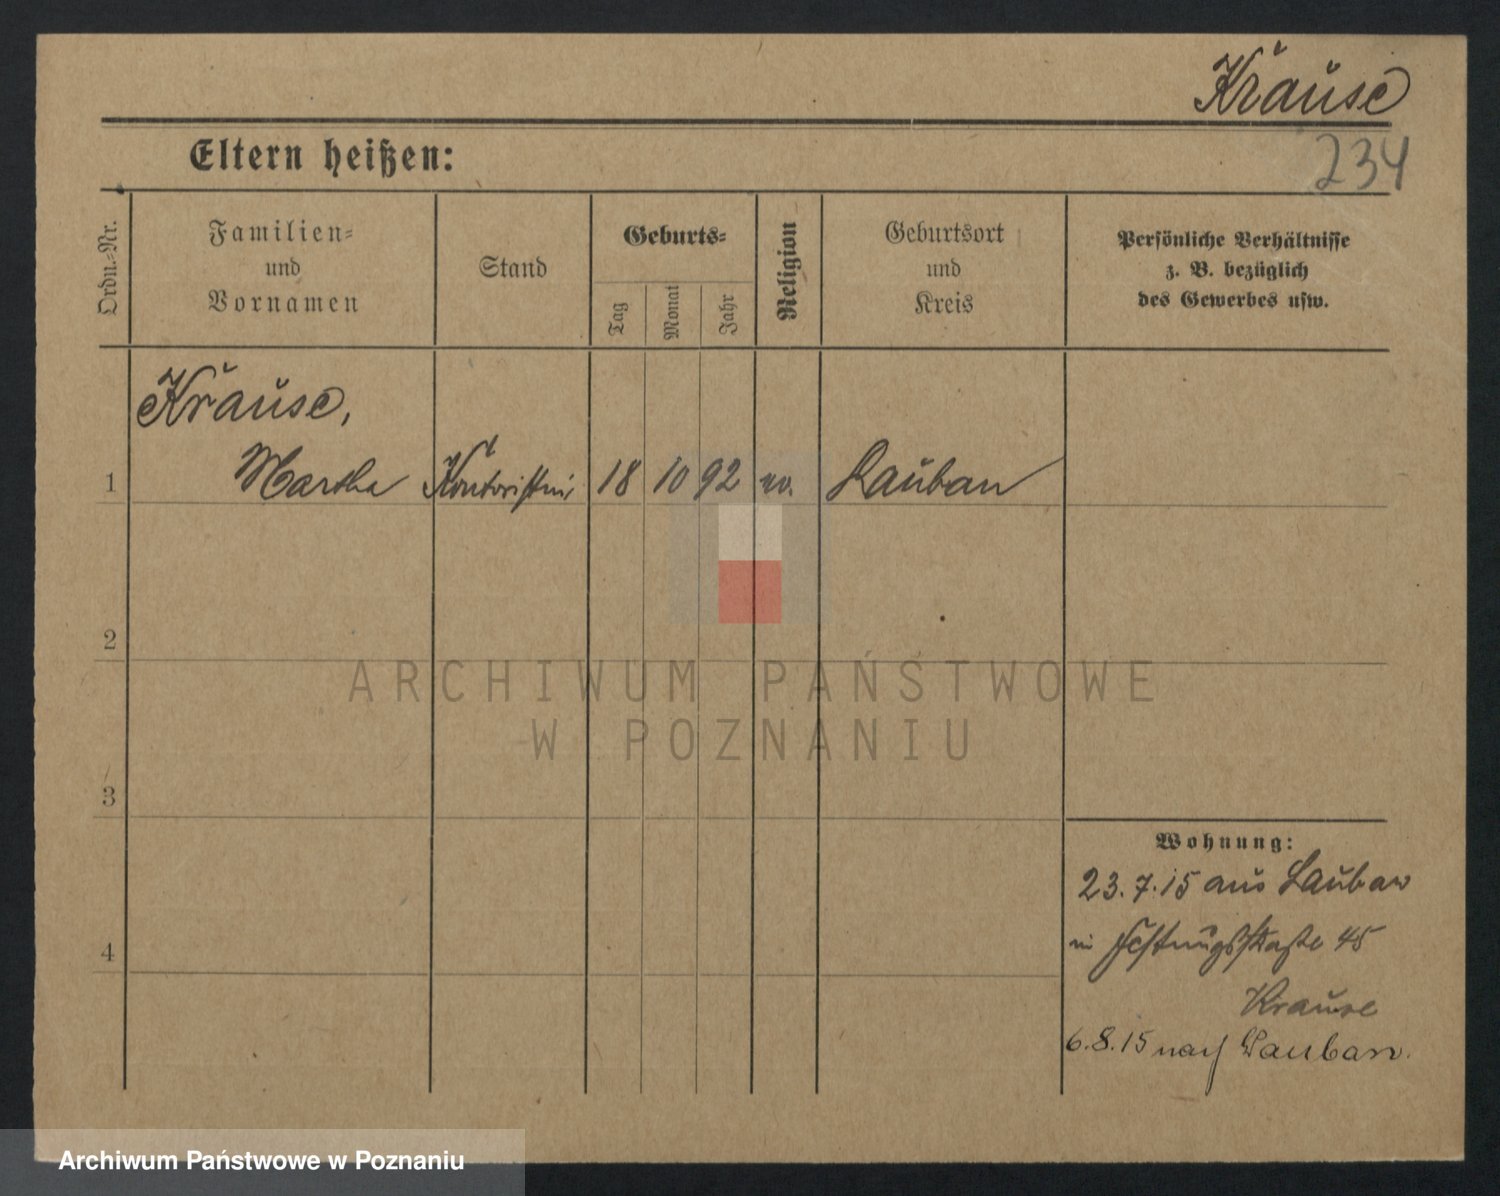 Krause
234
Eltern heißen:
Ordn.-Nr.
Familien-
und
Vornamen
Stand
Geburts-
Tag
Monat
Jahr
Religion
Geburtsort
und
Kreis
Persönliche Verhältnisse
z. B. bezüglich
des Gewerbes usw.
Krause,
1 Martha Kontoristin 18 10 92 ev. Lauban
2
ARCHIWUM PAŃSTWOWE
W POZNANIU
3
Wohnung:
23.7.15 aus Lauban
in Festungsstraße 45
4
Krause
6.8.15 nach Lauban.
Archiwum Państwowe w Poznaniu